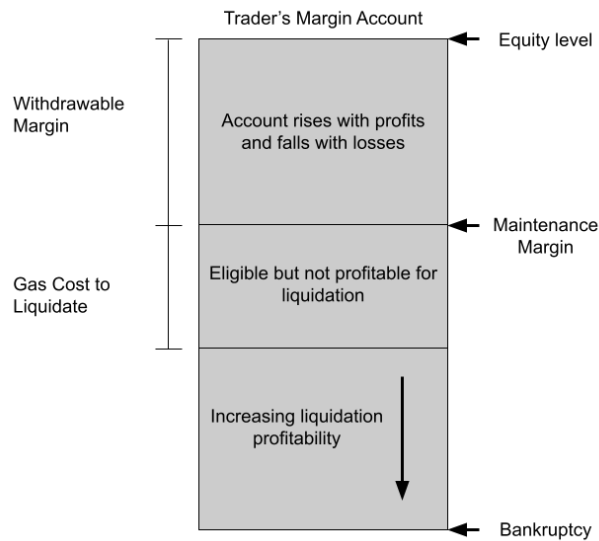 Trader's Margin Account
Equity level
Withdrawable
Margin
Account rises with profits
and falls with losses
Maintenance
Margin
Gas Cost to
Liquidate
Eligible but not profitable for
liquidation
Increasing liquidation
profitability
Bankruptcy